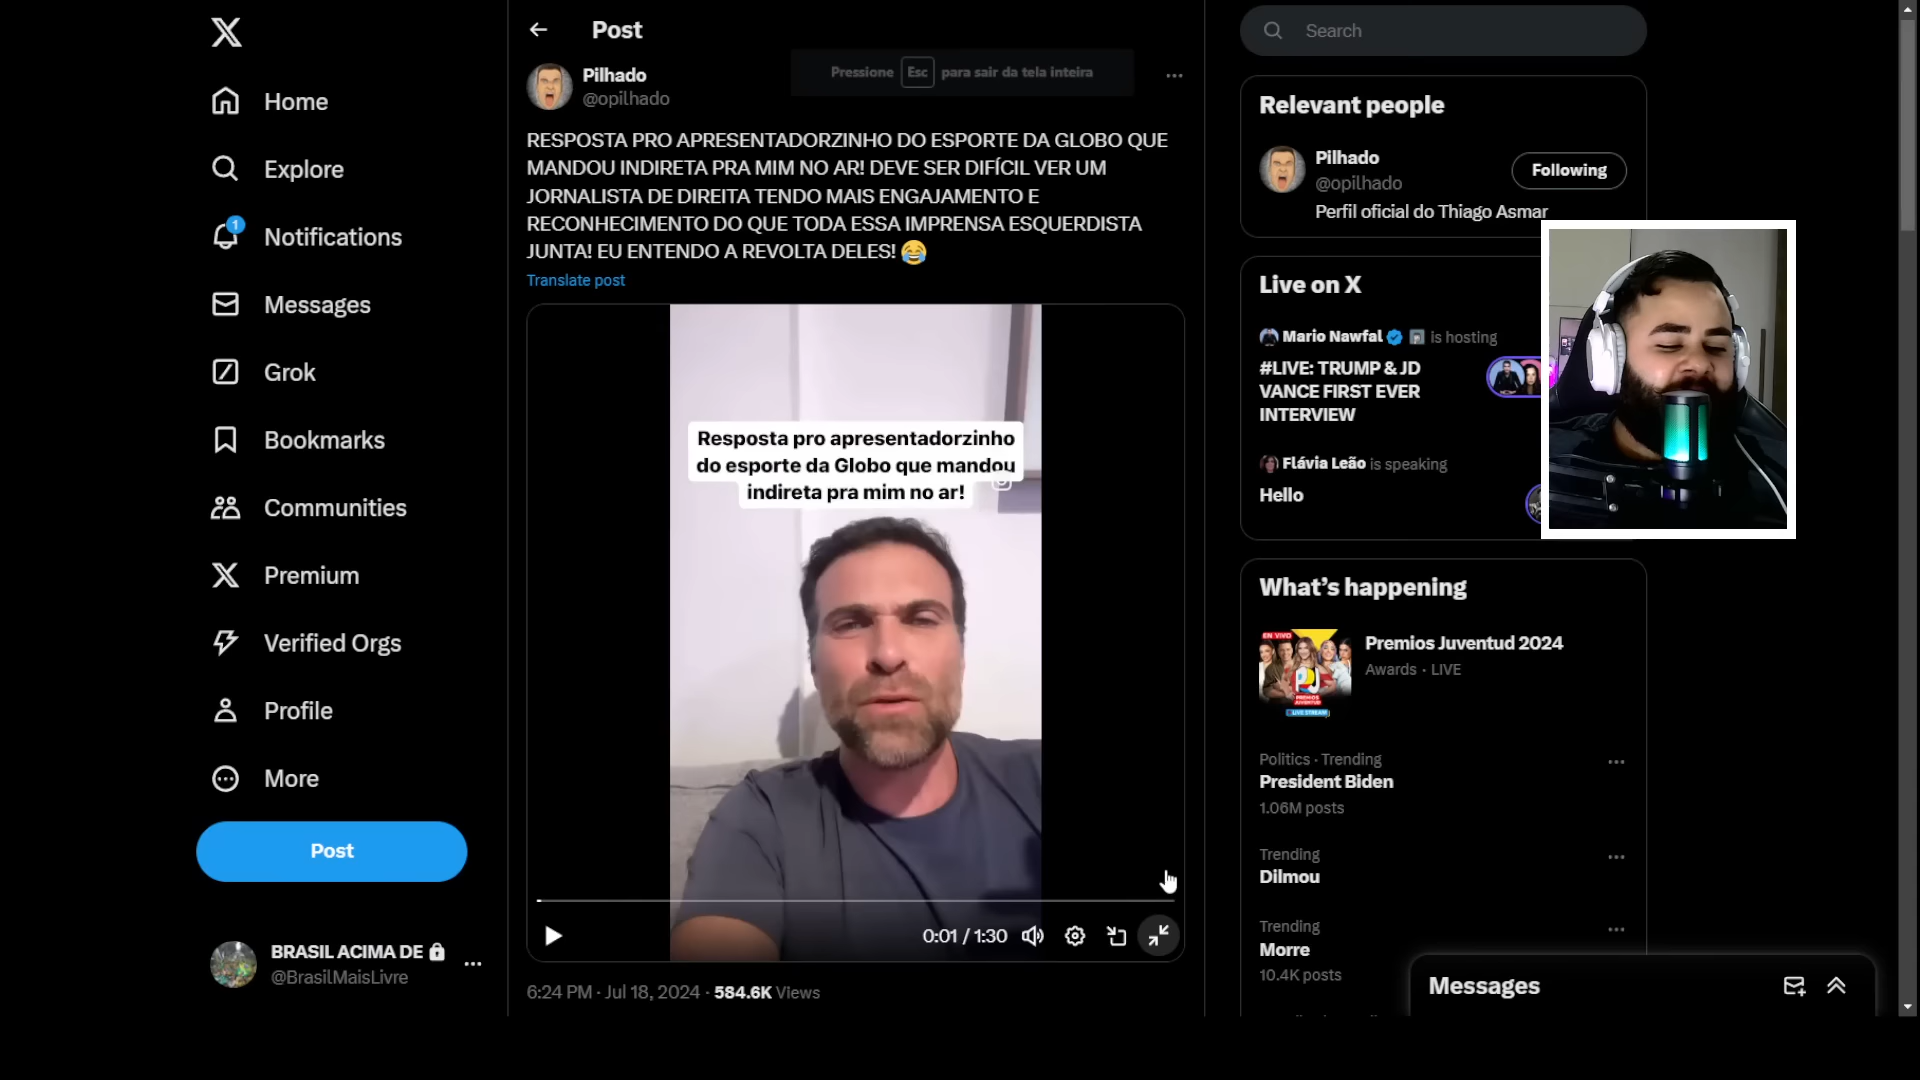 Home
Explore
1
Notifications
Messages
Grok
Bookmarks
Communities
Premium
Verified Orgs
Profile
More
Post
BRASIL ACIMA DE
@BrasilMaisLivre
Post
Pressione Esc para sair da tela inteira
Pilhado
@opilhado
RESPOSTA PRO APRESENTADORZINHO DO ESPORTE DA GLOBO QUE
MANDOU INDIRETA PRA MIM NO AR! DEVE SER DIFÍCIL VER UM
JORNALISTA DE DIREITA TENDO MAIS ENGAJAMENTO E
RECONHECIMENTO DO QUE TODA ESSA IMPRENSA ESQUERDISTA
JUNTA! EU ENTENDO A REVOLTA DELES! 😂
Translate post
Resposta pro apresentadorzinho
do esporte da Globo que mandou
indireta pra mim no ar!
0:01 / 1:30
6:24 PM · Jul 18, 2024 · 584.6K Views
Search
Relevant people
Pilhado
@opilhado
Following
Perfil oficial do Thiago Asmar
Live on X
Mario Nawfal is hosting
#LIVE: TRUMP & JD
VANCE FIRST EVER
INTERVIEW
Flávia Leão is speaking
Hello
What's happening
EN VIVO
PJ
PREMIOS
JUVENTUD
LIVE STREAM
Premios Juventud 2024
Awards · LIVE
Politics · Trending
President Biden
1.06M posts
Trending
Dilmou
Trending
Morre
10.4K posts
Messages